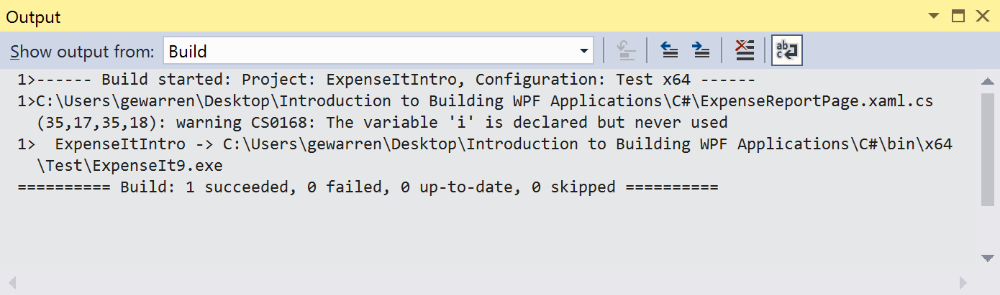 Output
Show output from: Build
1>------ Build started: Project: ExpenseItIntro, Configuration: Test x64 ------
1>C:\Users\gewarren\Desktop\Introduction to Building WPF Applications\C#\ExpenseReportPage.xaml.cs
(35,17,35,18): warning CS0168: The variable 'i' is declared but never used
1>  ExpenseItIntro -> C:\Users\gewarren\Desktop\Introduction to Building WPF Applications\C#\bin\x64
\Test\ExpenseIt9.exe
========== Build: 1 succeeded, 0 failed, 0 up-to-date, 0 skipped ==========